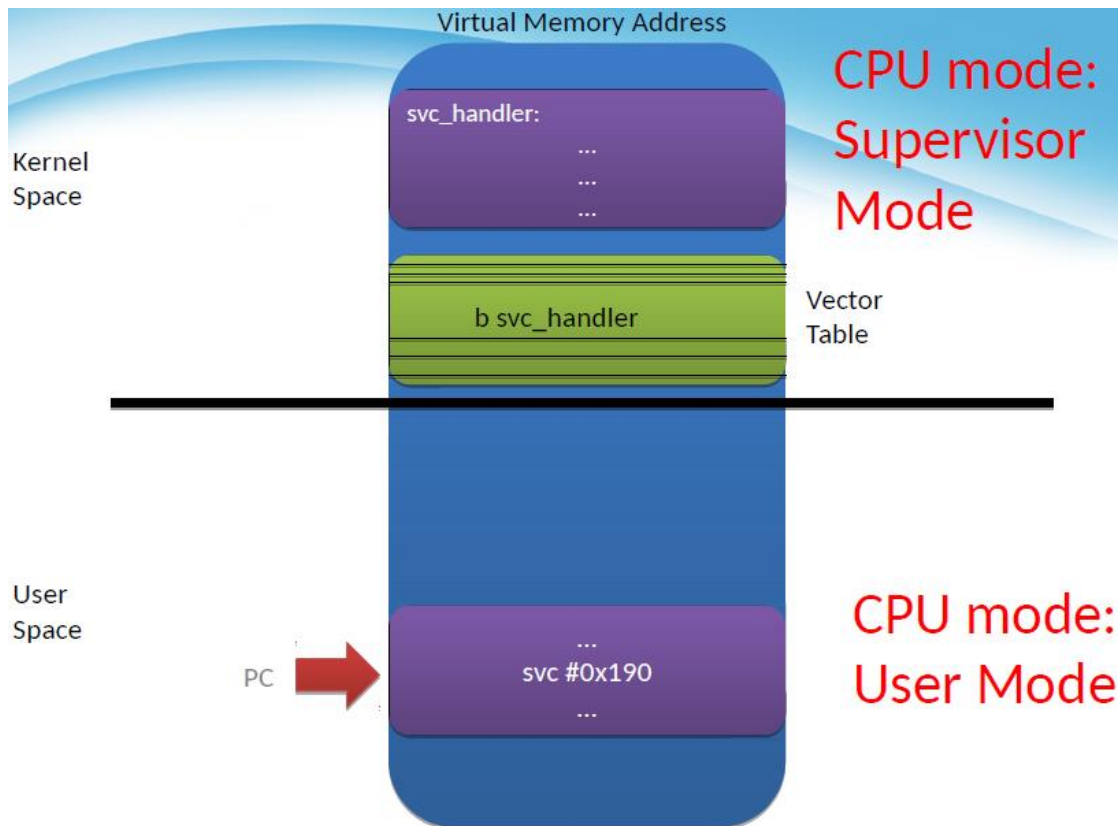 Virtual Memory Address
CPU mode:
Supervisor
Mode
svc_handler:
...
...
...
Kernel
Space
b svc_handler
Vector
Table
User
Space
PC
...
svc #0x190
...
CPU mode:
User Mode